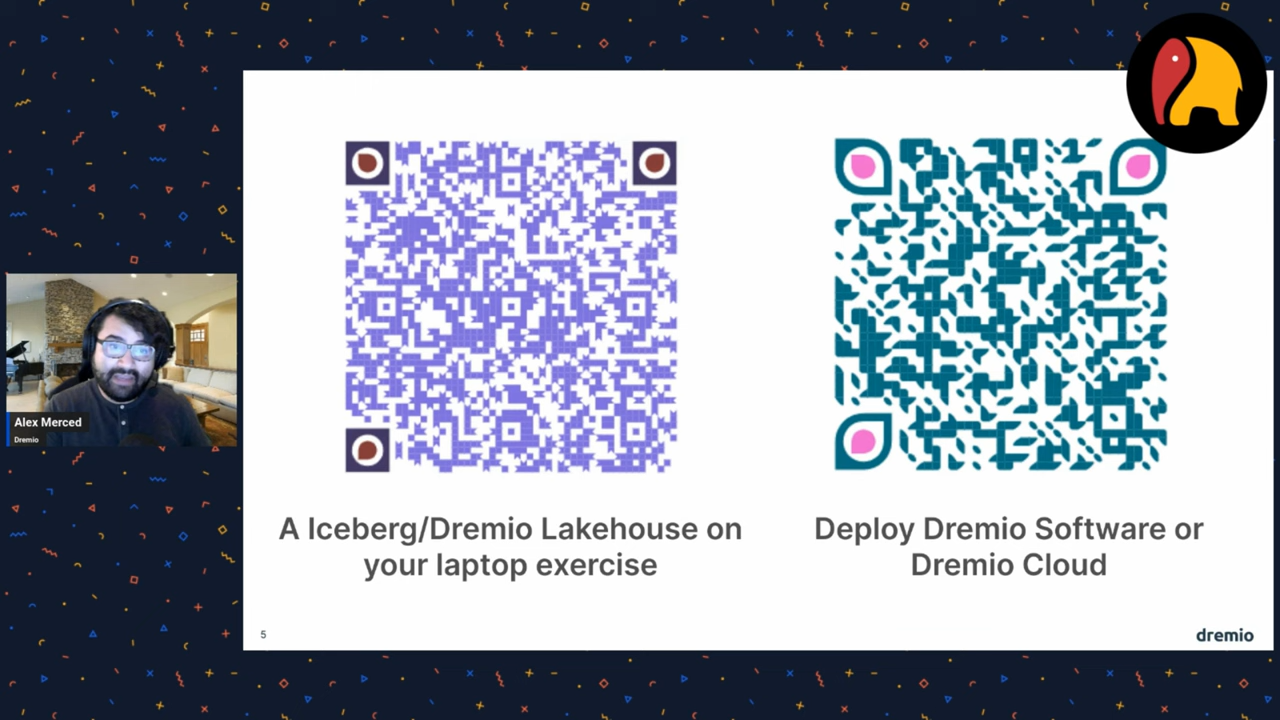 Alex Merced
Dremio
A Iceberg/Dremio Lakehouse on
your laptop exercise
Deploy Dremio Software or
Dremio Cloud
5
dremio